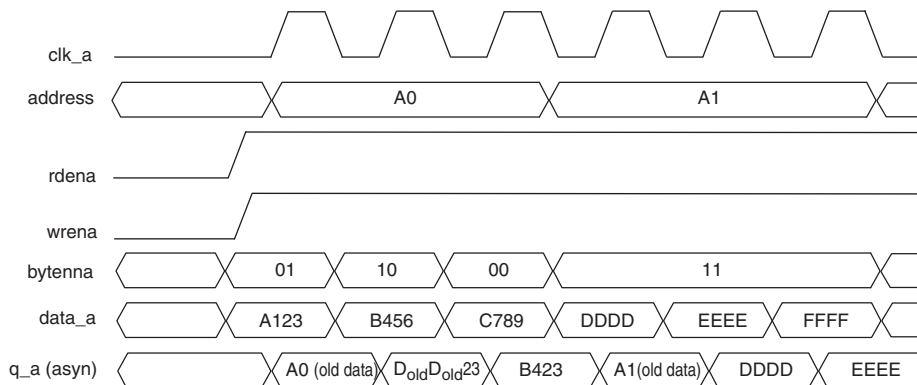 clk_a
address A0 A1
rdena
wrena
bytenna 01 10 00 11
data_a A123 B456 C789 DDDD EEEE FFFF
q_a (asyn) A0 (old data) DoldDold23 B423 A1(old data) DDDD EEEE